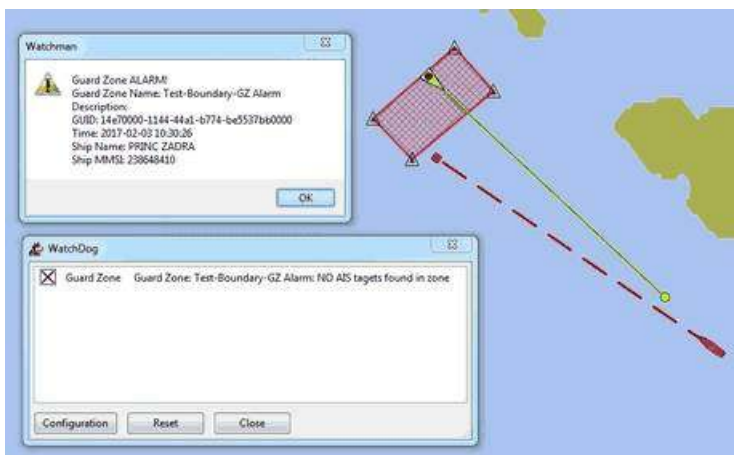 Watchman
Guard Zone ALARM!
Guard Zone Name: Test-Boundary-GZ Alarm
Description:
GUID: 14e70000-1144-44a1-b774-be5537bb0000
Time: 2017-02-03 10:30:26
Ship Name: PRINC ZADRA
Ship MMSI: 238648410
OK
WatchDog
Guard Zone Guard Zone: Test-Boundary-GZ Alarm: NO AIS tagets found in zone
Configuration Reset Close